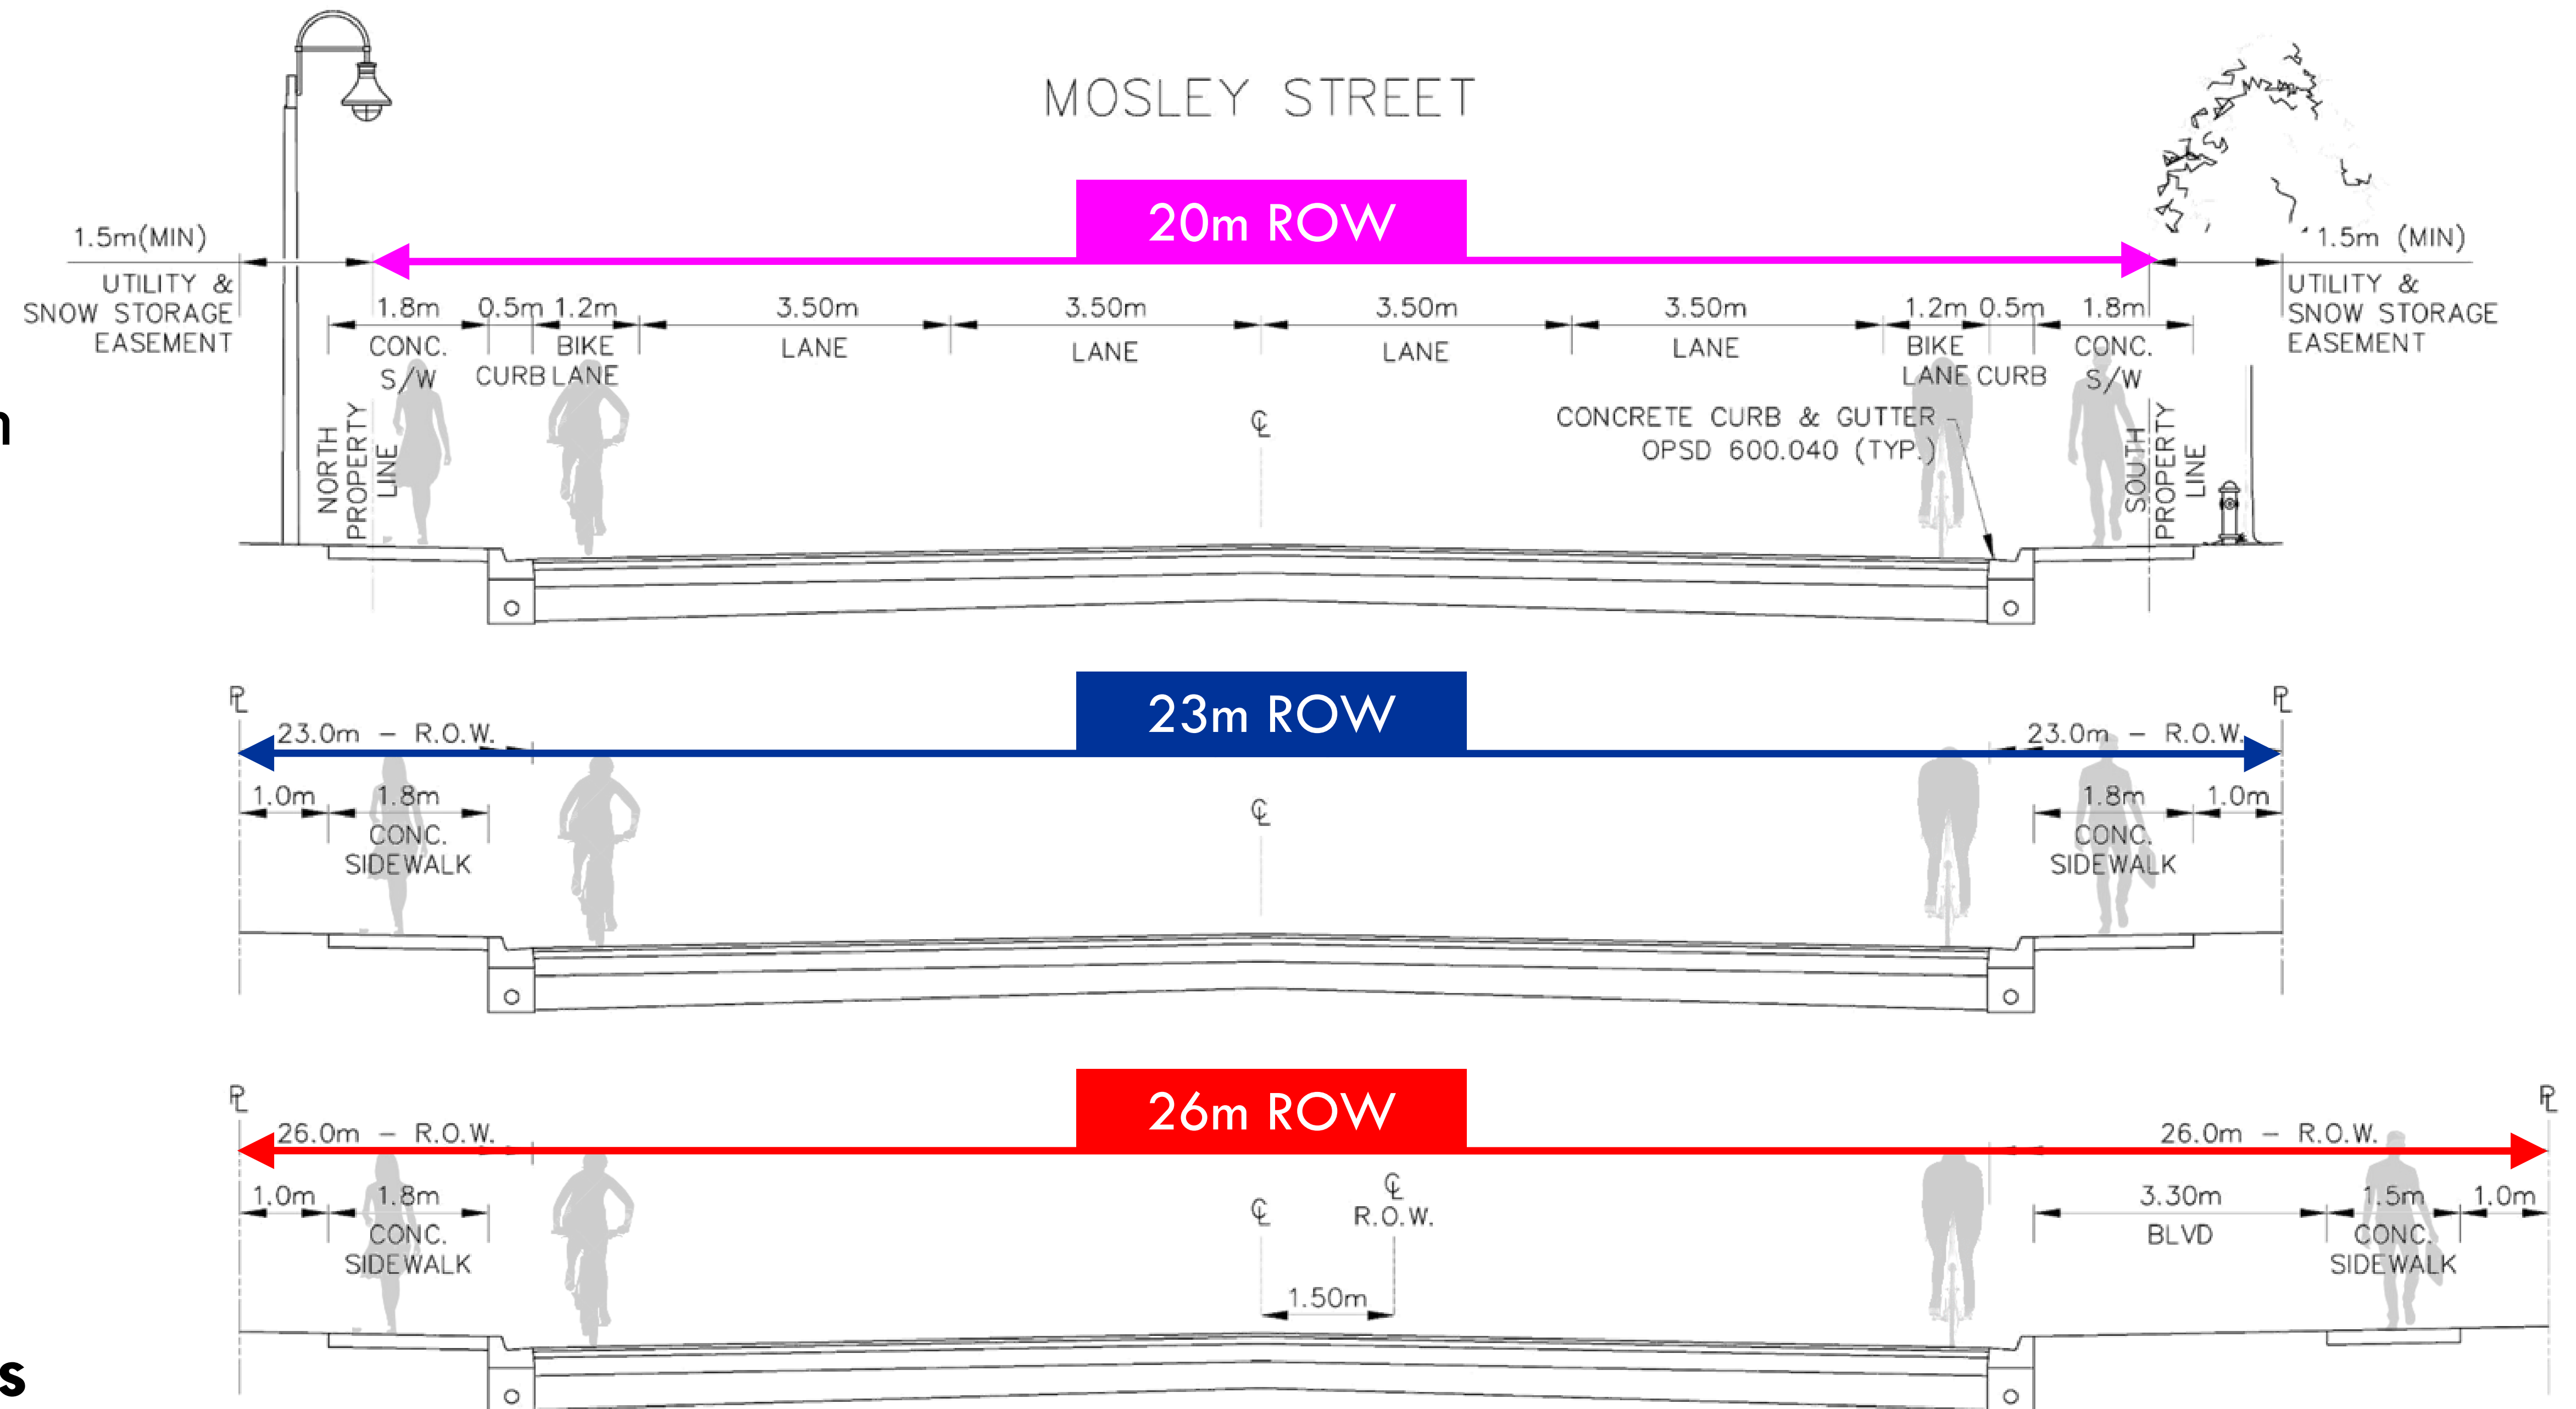 MOSLEY STREET
20m ROW
1.5m(MIN)
UTILITY &
SNOW STORAGE
EASEMENT
1.5m (MIN)
UTILITY &
SNOW STORAGE
EASEMENT
1.8m 0.5m 1.2m 3.50m 3.50m 3.50m 3.50m 1.2m 0.5m 1.8m
CONC. BIKE LANE LANE LANE LANE BIKE CONC.
S/W CURB LANE LANE CURB S/W
NORTH
PROPERTY
LINE
℄
CONCRETE CURB & GUTTER
OPSD 600.040 (TYP.)
SOUTH
PROPERTY
LINE
n
23m ROW
PL PL
23.0m - R.O.W. 23.0m - R.O.W.
1.0m 1.8m 1.8m 1.0m
CONC. CONC.
SIDEWALK SIDEWALK
℄
26m ROW
PL PL
26.0m - R.O.W. 26.0m - R.O.W.
1.0m 1.8m 3.30m 1.5m 1.0m
CONC. BLVD CONC.
SIDEWALK SIDEWALK
℄ ℄
R.O.W.
1.50m
s